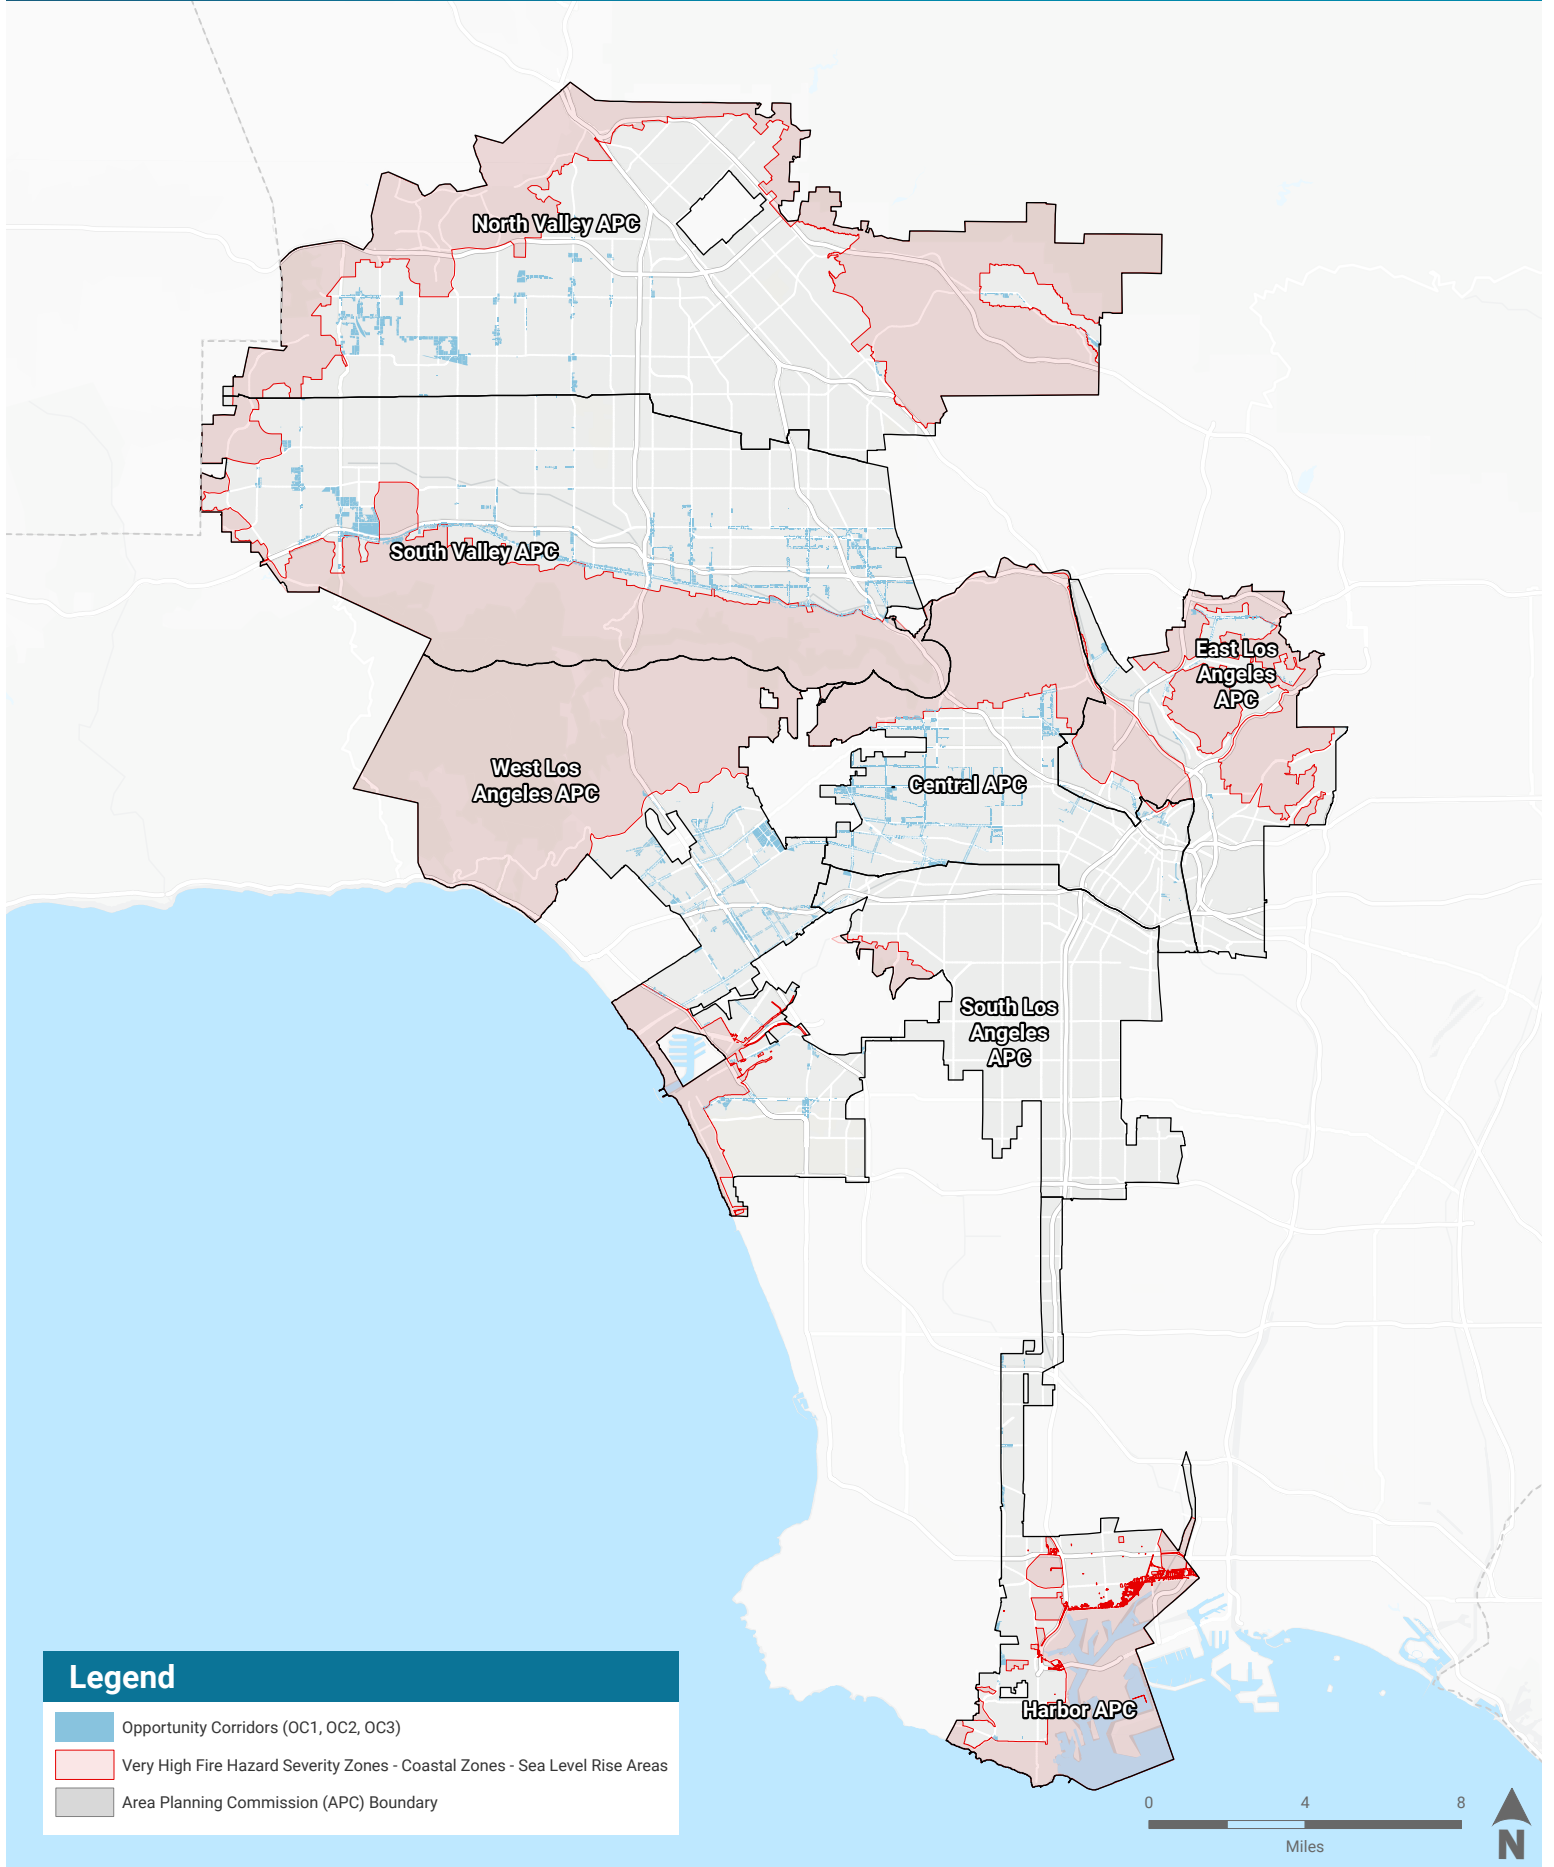 North Valley APC
South Valley APC
East Los
Angeles
APC
West Los
Angeles APC
Central APC
South Los
Angeles
APC
Harbor APC
Legend
Opportunity Corridors (OC1, OC2, OC3)
Very High Fire Hazard Severity Zones - Coastal Zones - Sea Level Rise Areas
Area Planning Commission (APC) Boundary
0 4 8
Miles
N